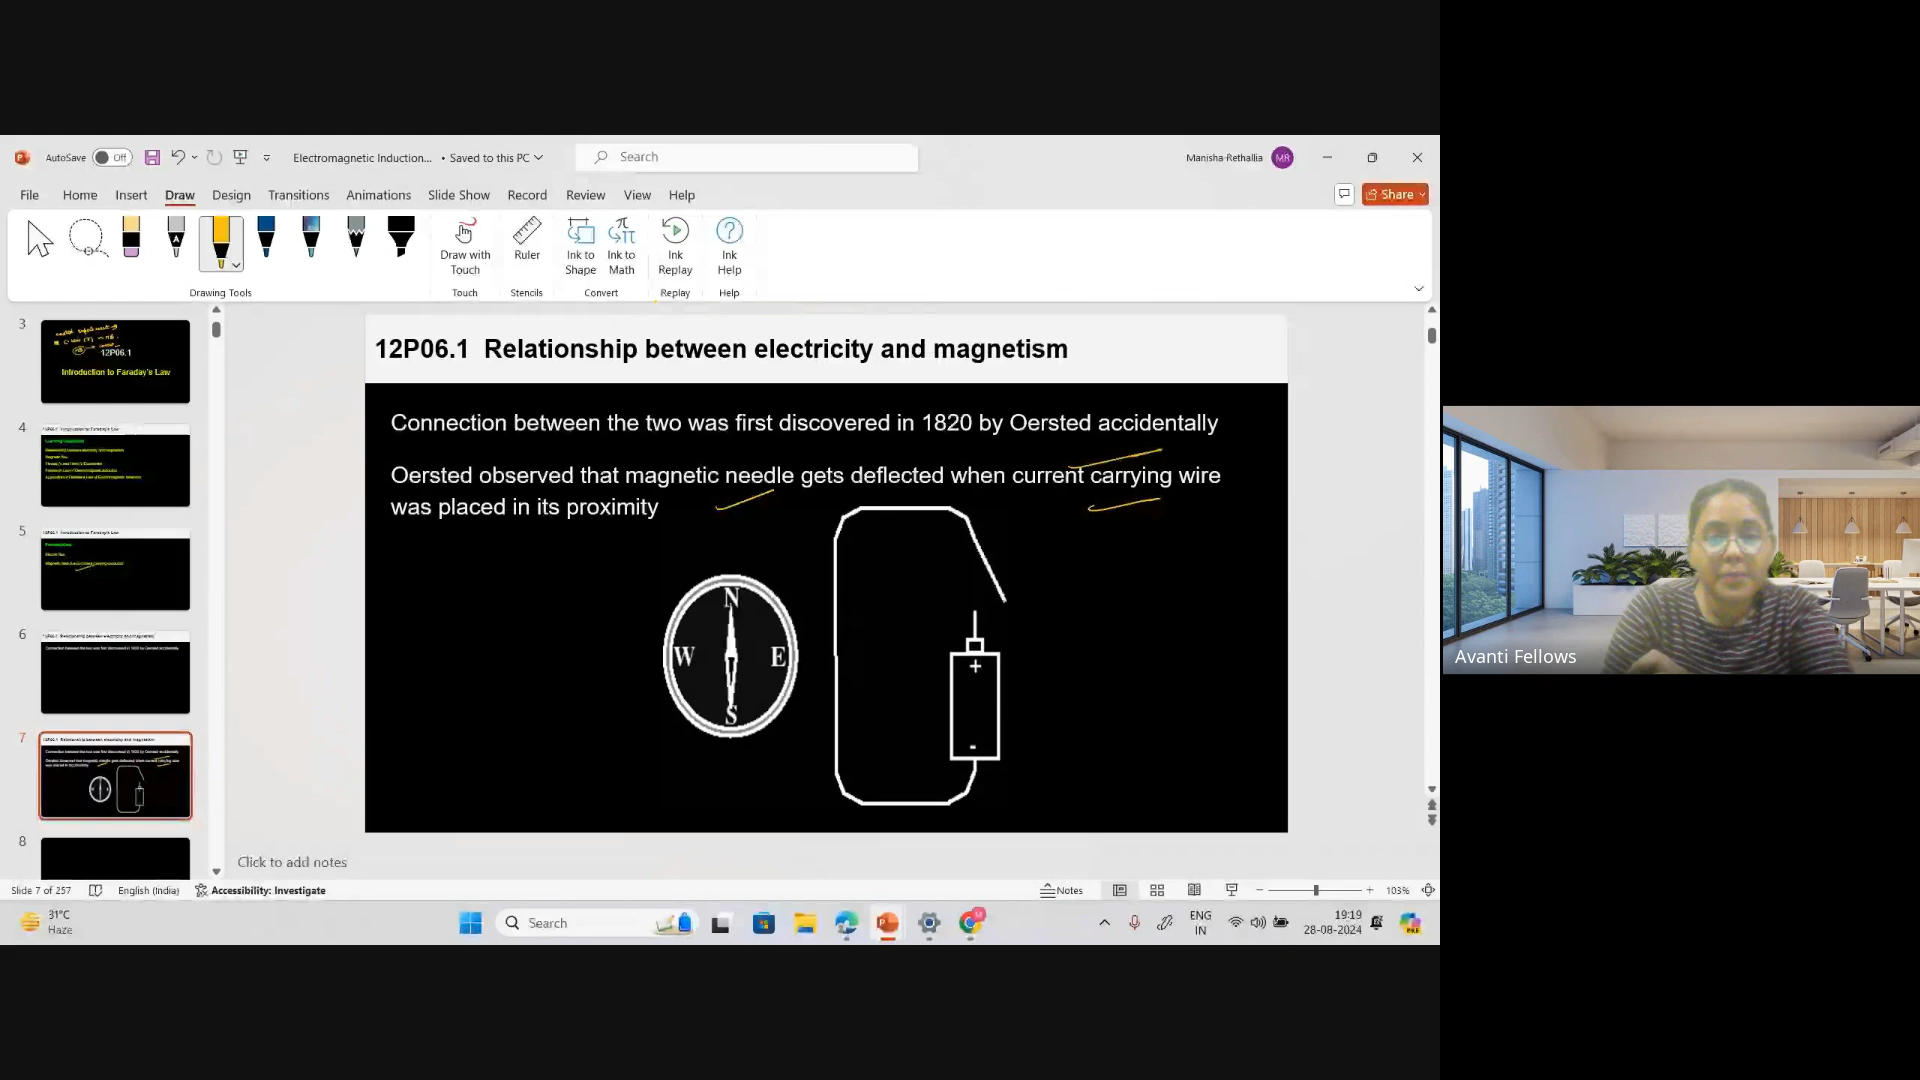 AutoSave Off Electromagnetic Induction... • Saved to this PC Search Manisha Rethallia MR
File Home Insert Draw Design Transitions Animations Slide Show Record Review View Help Share
Draw with Touch
Ruler
Ink to Shape
Ink to Math
Ink Replay
Ink Help
Drawing Tools Touch Stencils Convert Replay Help
3
12P06.1
Introduction to Faraday's Law
4
5
6
7
8
12P06.1 Relationship between electricity and magnetism
Connection between the two was first discovered in 1820 by Oersted accidentally
Oersted observed that magnetic needle gets deflected when current carrying wire
was placed in its proximity
N
W E
S
+
-
Click to add notes
Slide 7 of 257 English (India) Accessibility: Investigate Notes 103%
31°C
Haze
Search
ENG
IN
19:19
28-08-2024
Avanti Fellows